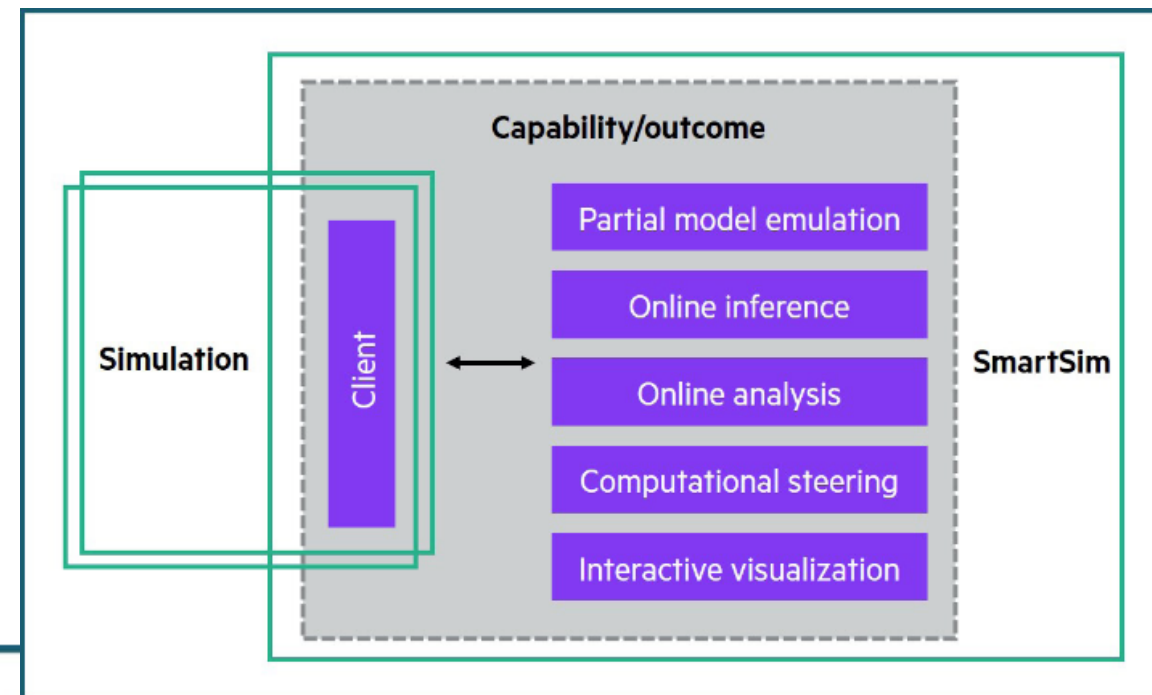 Capability/outcome
Simulation
Client
Partial model emulation
Online inference
Online analysis
Computational steering
Interactive visualization
SmartSim